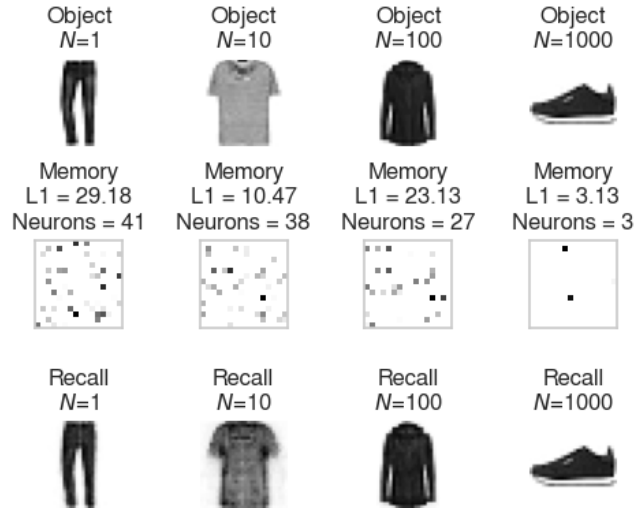 Object Object Object Object
N=1 N=10 N=100 N=1000
Memory Memory Memory Memory
L1 = 29.18 L1 = 10.47 L1 = 23.13 L1 = 3.13
Neurons = 41 Neurons = 38 Neurons = 27 Neurons = 3
Recall Recall Recall Recall
N=1 N=10 N=100 N=1000